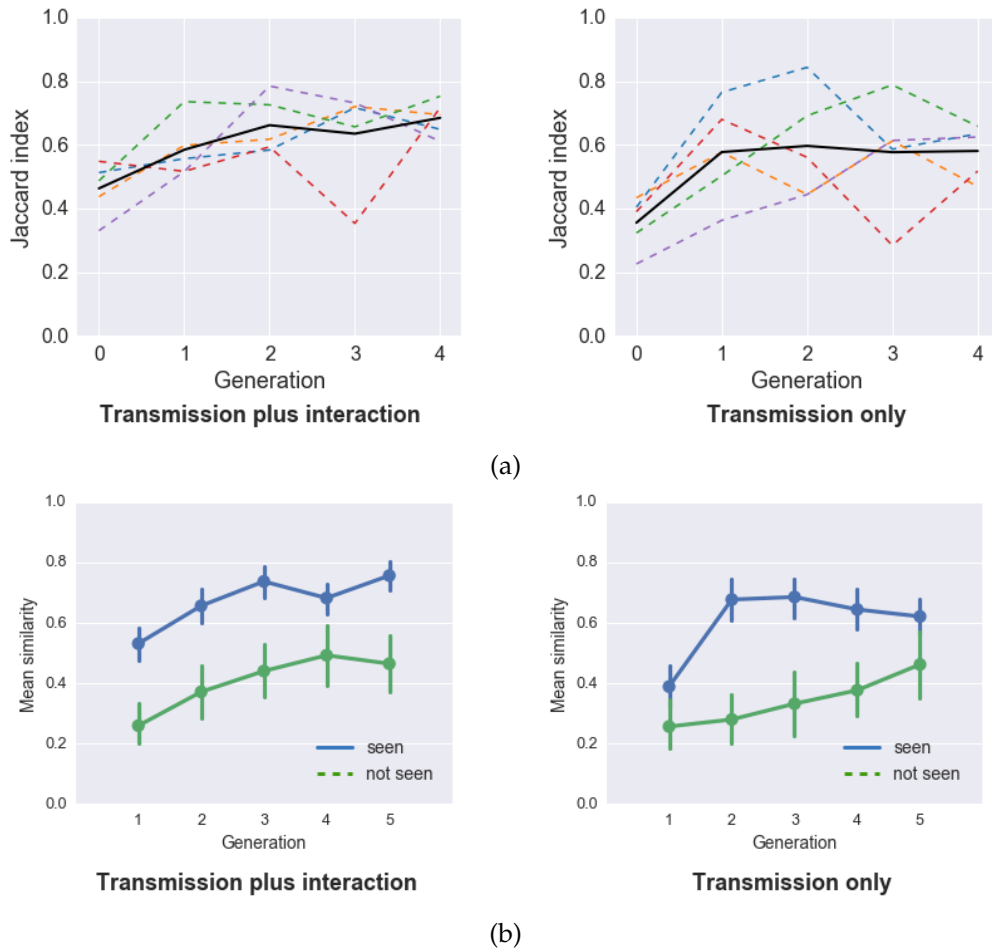 1.0
0.8
0.6
0.4
0.2
0.0
Jaccard index
0 1 2 3 4
Generation
Transmission plus interaction
1.0
0.8
0.6
0.4
0.2
0.0
Jaccard index
0 1 2 3 4
Generation
Transmission only
(a)
1.0
0.8
0.6
0.4
0.2
0.0
Mean similarity
seen
not seen
1 2 3 4 5
Generation
Transmission plus interaction
1.0
0.8
0.6
0.4
0.2
0.0
Mean similarity
seen
not seen
1 2 3 4 5
Generation
Transmission only
(b)